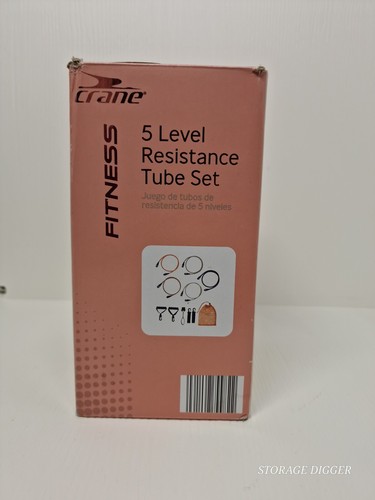 crane
FITNESS
5 Level
Resistance
Tube Set
Juego de tubos de
resistencia de 5 niveles
STORAGE DIGGER